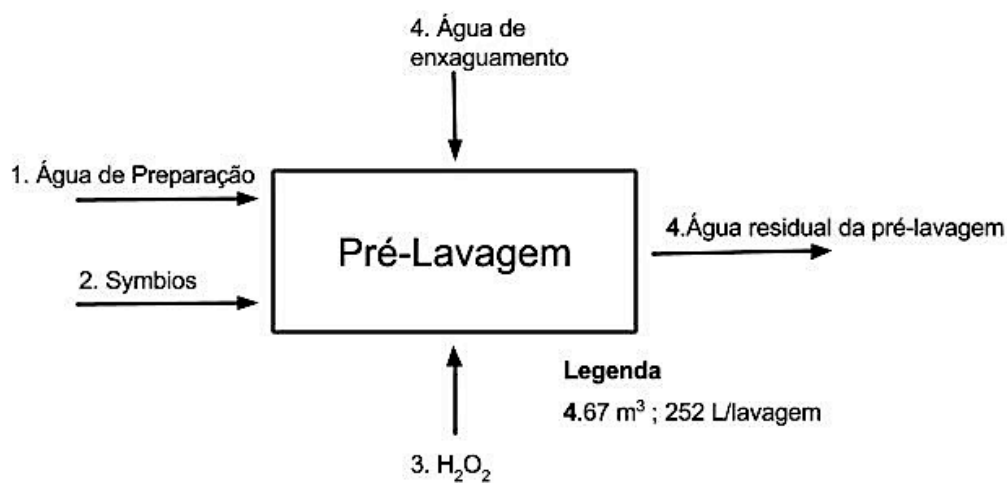 4. Água de
enxaguamento
1. Água de Preparação
Pré-Lavagem
4.Água residual da pré-lavagem
2. Symbios
Legenda
4.67 m³ ; 252 L/lavagem
3. H₂O₂